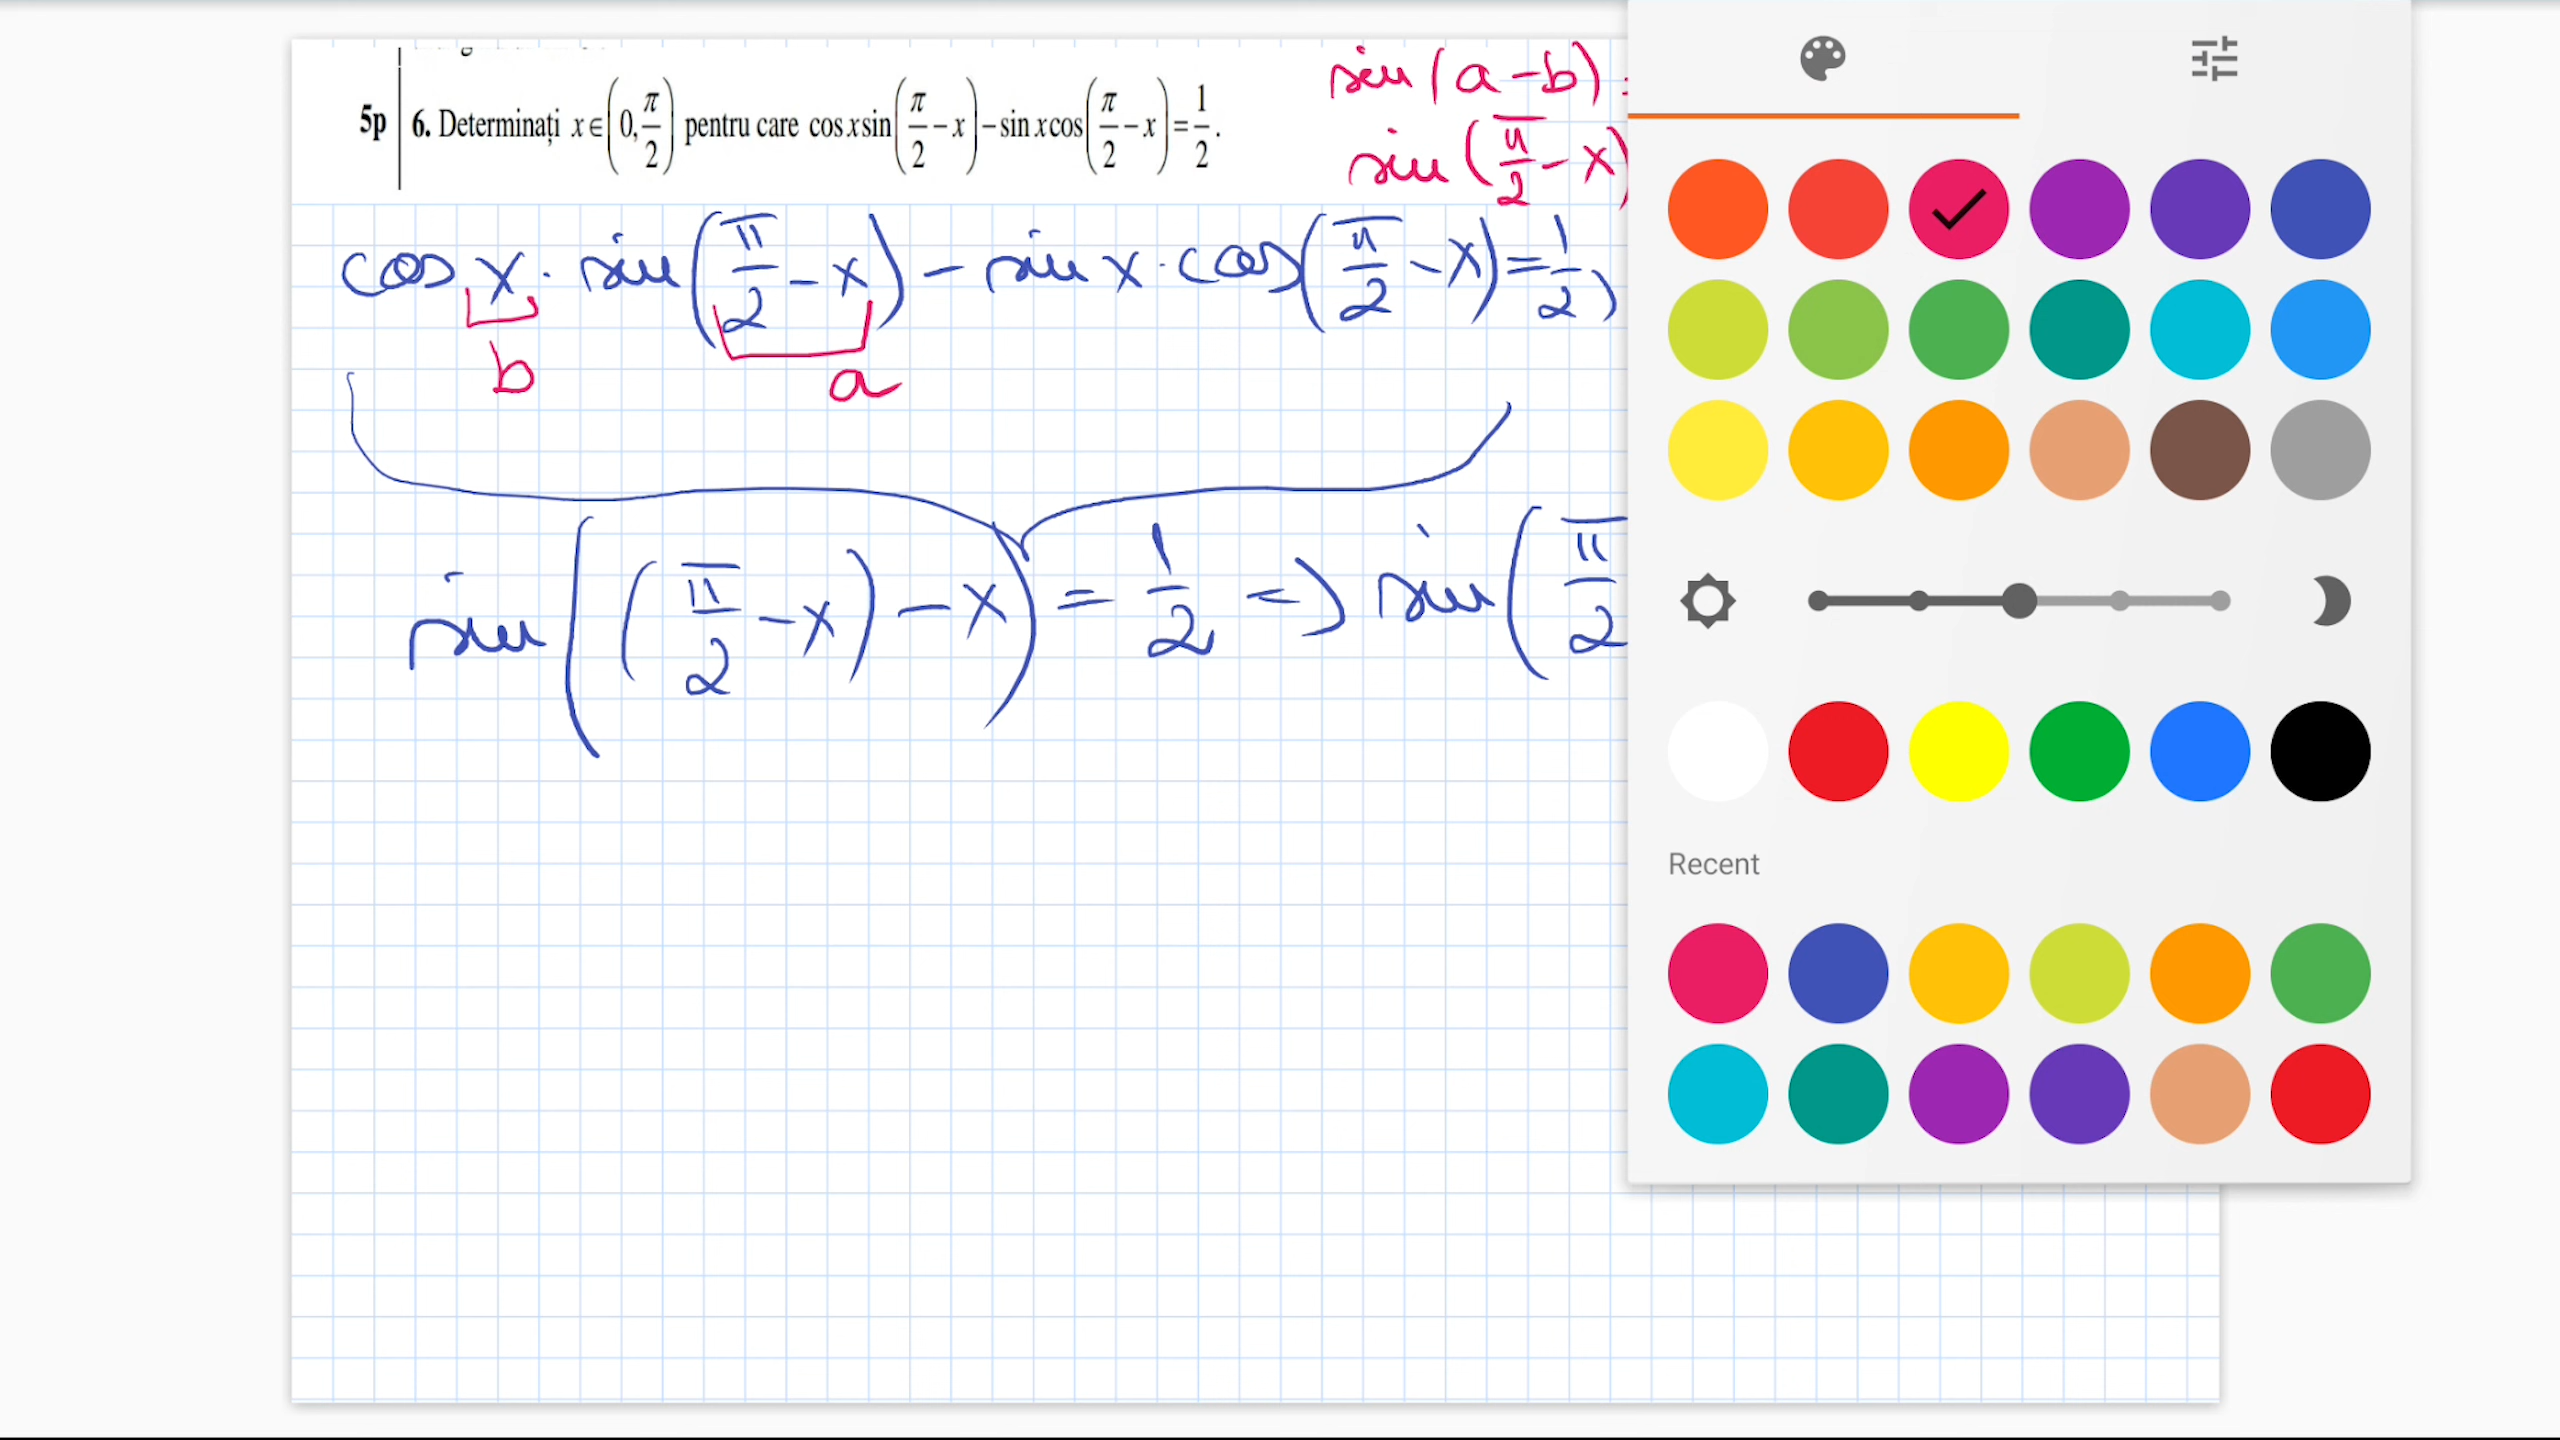 5p 6. Determinați x∈(0,π/2) pentru care cos x sin(π/2−x)−sin x cos(π/2−x)=1/2.
sin(a−b)=
sin(π/2−x)
cos x · sin(π/2−x) − sin x · cos(π/2−x)=1/2)
b a
sin((π/2−x)−x)=1/2 => sin(π/2
Recent